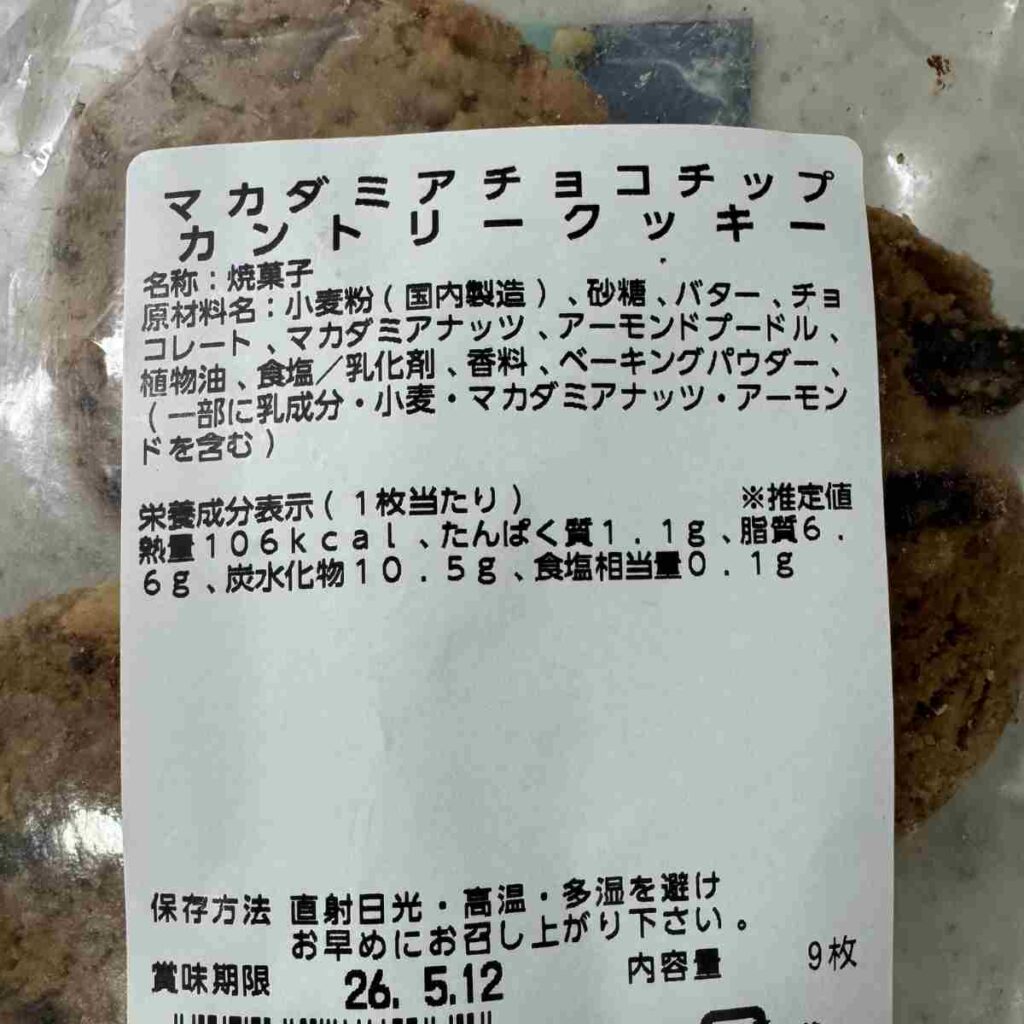 マカダミアチョコチップ
カントリークッキー
名称：焼菓子
原材料名：小麦粉（国内製造）、砂糖、バター、チョ
コレート、マカダミアナッツ、アーモンドプードル、
植物油、食塩／乳化剤、香料、ベーキングパウダー、
（一部に乳成分・小麦・マカダミアナッツ・アーモン
ドを含む）
栄養成分表示（１枚当たり） ※推定値
熱量１０６ｋｃａｌ、たんぱく質１．１ｇ、脂質６．
６ｇ、炭水化物１０．５ｇ、食塩相当量０．１ｇ
保存方法 直射日光・高温・多湿を避け
お早めにお召し上がり下さい。
賞味期限 26. 5.12 内容量 9枚